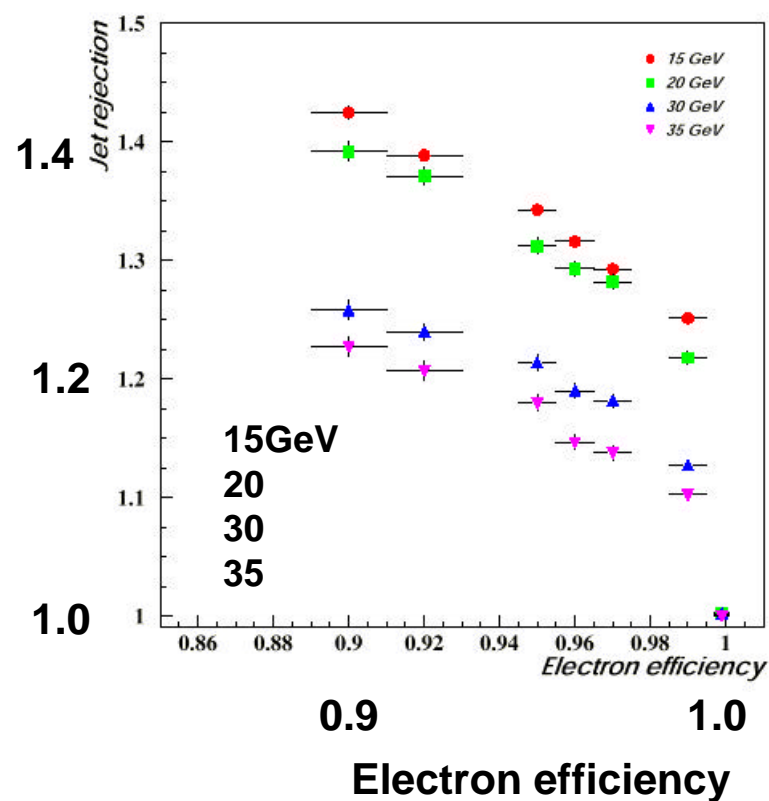 1.5
1.4
1.3
1.2
1.1
1
Jet rejection
1.4
1.2
1.0
15 GeV
20 GeV
30 GeV
35 GeV
15GeV
20
30
35
0.86 0.88 0.9 0.92 0.94 0.96 0.98 1
Electron efficiency
0.9 1.0
Electron efficiency